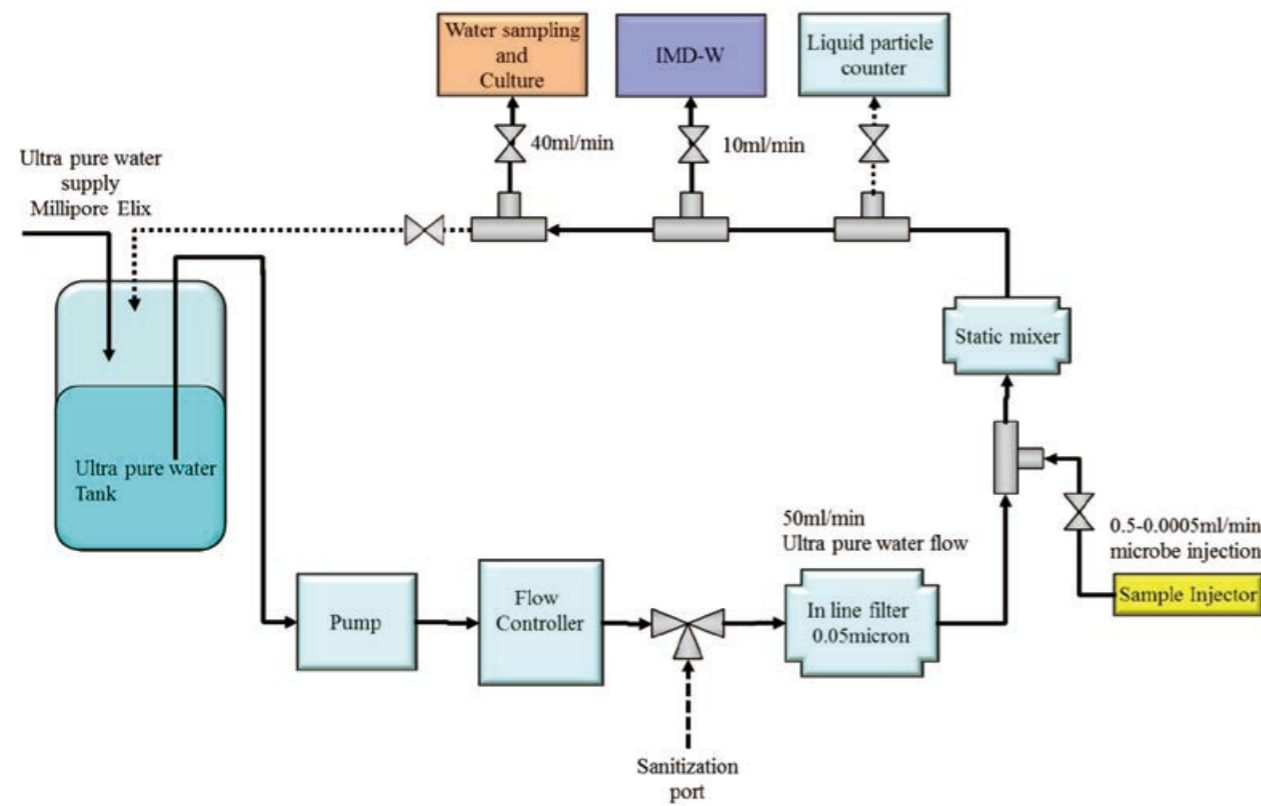 Water sampling
and
Culture
IMD-W
Liquid particle
counter
40ml/min
10ml/min
Ultra pure water
supply
Millipore Elix
Static mixer
Ultra pure water
Tank
50ml/min
Ultra pure water flow
0.5-0.0005ml/min
microbe injection
Sample Injector
Pump
Flow
Controller
In line filter
0.05micron
Sanitization
port